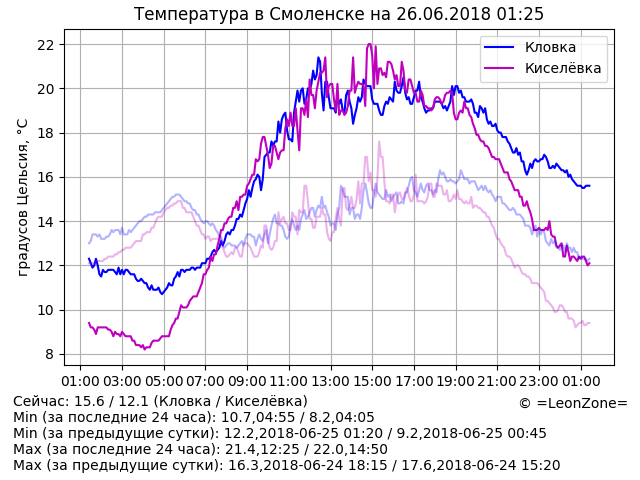 Температура в Смоленске на 26.06.2018 01:25
Кловка
Киселёвка
градусов Цельсия, °C
22
20
18
16
14
12
10
8
01:00 03:00 05:00 07:00 09:00 11:00 13:00 15:00 17:00 19:00 21:00 23:00 01:00
Сейчас: 15.6 / 12.1 (Кловка / Киселёвка)
© =LeonZone=
Min (за последние 24 часа): 10.7,04:55 / 8.2,04:05
Min (за предыдущие сутки): 12.2,2018-06-25 01:20 / 9.2,2018-06-25 00:45
Max (за последние 24 часа): 21.4,12:25 / 22.0,14:50
Max (за предыдущие сутки): 16.3,2018-06-24 18:15 / 17.6,2018-06-24 15:20